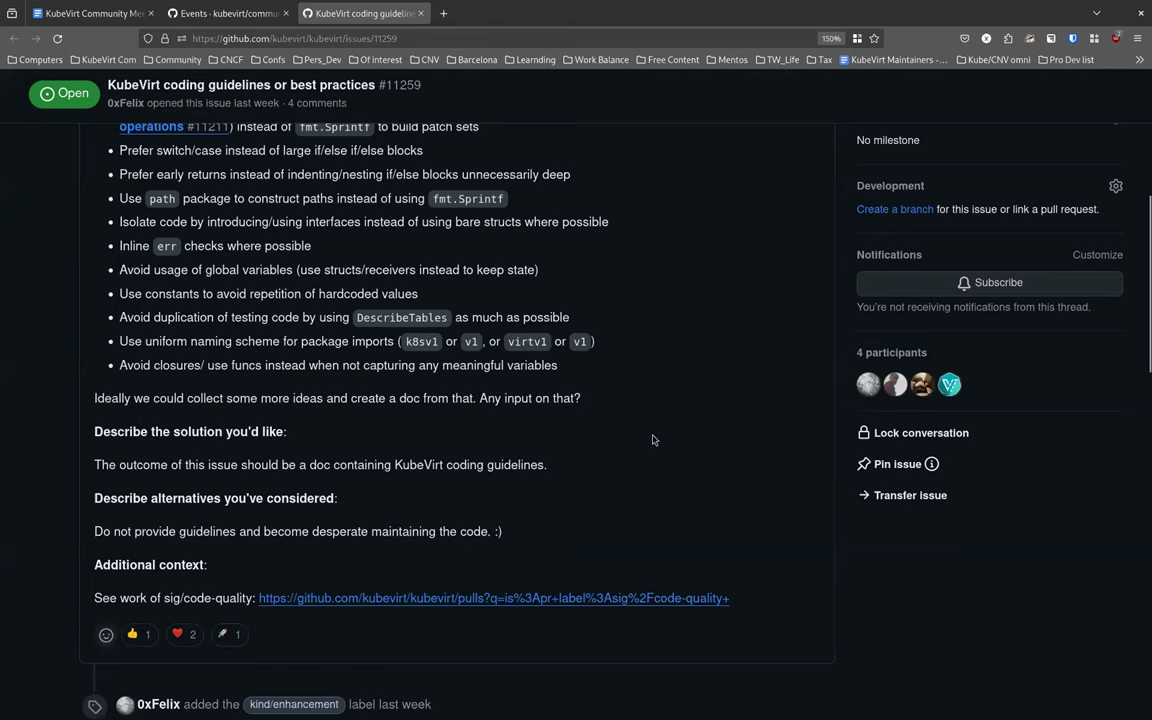 KubeVirt Community Me
Events · kubevirt/commu
KubeVirt coding guideline
https://github.com/kubevirt/kubevirt/issues/11259
150%
Computers
KubeVirt Com
Community
CNCF
Confs
Pers_Dev
Of interest
CNV
Barcelona
Learnding
Work Balance
Free Content
Mentos
TW_Life
Tax
KubeVirt Maintainers -…
Kube/CNV omni
Pro Dev list
Open
KubeVirt coding guidelines or best practices #11259
0xFelix opened this issue last week · 4 comments
operations #11211) instead of fmt.Sprintf to build patch sets
• Prefer switch/case instead of large if/else if/else blocks
• Prefer early returns instead of indenting/nesting if/else blocks unnecessarily deep
• Use path package to construct paths instead of using fmt.Sprintf
• Isolate code by introducing/using interfaces instead of using bare structs where possible
• Inline err checks where possible
• Avoid usage of global variables (use structs/receivers instead to keep state)
• Use constants to avoid repetition of hardcoded values
• Avoid duplication of testing code by using DescribeTables as much as possible
• Use uniform naming scheme for package imports (k8sv1 or v1, or virtv1 or v1)
• Avoid closures/ use funcs instead when not capturing any meaningful variables
Ideally we could collect some more ideas and create a doc from that. Any input on that?
Describe the solution you'd like:
The outcome of this issue should be a doc containing KubeVirt coding guidelines.
Describe alternatives you've considered:
Do not provide guidelines and become desperate maintaining the code. :)
Additional context:
See work of sig/code-quality: https://github.com/kubevirt/kubevirt/pulls?q=is%3Apr+label%3Asig%2Fcode-quality+
1
2
1
0xFelix added the kind/enhancement label last week
No milestone
Development
Create a branch for this issue or link a pull request.
Notifications
Customize
Subscribe
You're not receiving notifications from this thread.
4 participants
Lock conversation
Pin issue
Transfer issue